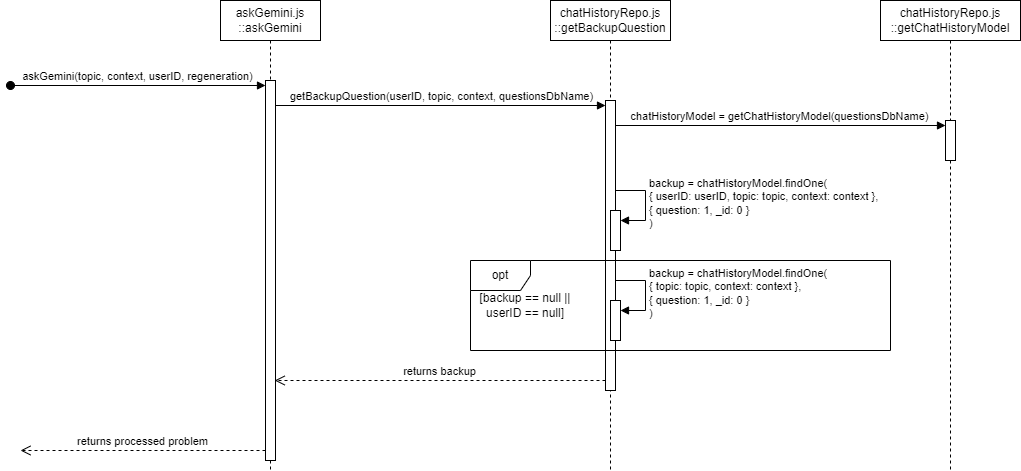 askGemini.js
::askGemini
chatHistoryRepo.js
::getBackupQuestion
chatHistoryRepo.js
::getChatHistoryModel
askGemini(topic, context, userID, regeneration)
getBackupQuestion(userID, topic, context, questionsDbName)
chatHistoryModel = getChatHistoryModel(questionsDbName)
backup = chatHistoryModel.findOne(
{ userID: userID, topic: topic, context: context },
{ question: 1, _id: 0 }
)
opt
[backup == null ||
userID == null]
backup = chatHistoryModel.findOne(
{ topic: topic, context: context },
{ question: 1, _id: 0 }
)
returns backup
returns processed problem